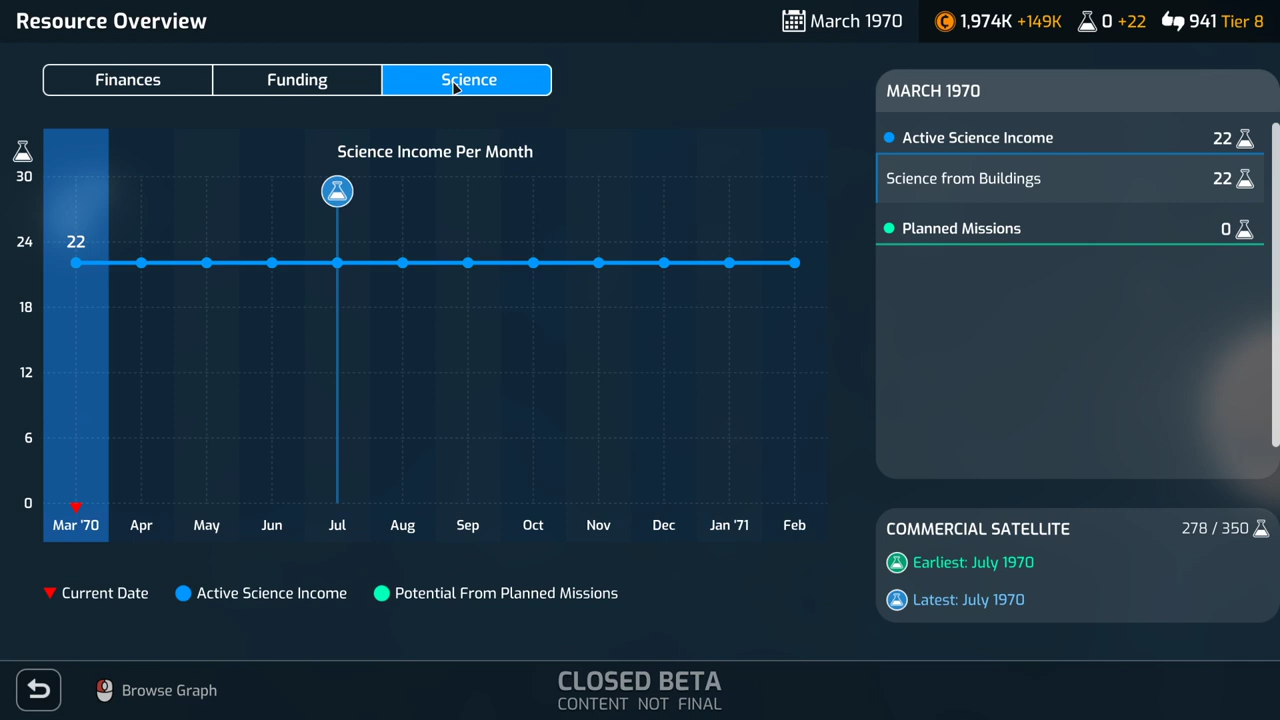 Resource Overview
March 1970
1,974K +149K
0 +22
941 Tier 8
Finances
Funding
Science
Science Income Per Month
30
24
18
12
6
0
22
Mar '70
Apr
May
Jun
Jul
Aug
Sep
Oct
Nov
Dec
Jan '71
Feb
Current Date
Active Science Income
Potential From Planned Missions
MARCH 1970
Active Science Income 22
Science from Buildings 22
Planned Missions 0
COMMERCIAL SATELLITE 278 / 350
Earliest: July 1970
Latest: July 1970
Browse Graph
CLOSED BETA
CONTENT NOT FINAL